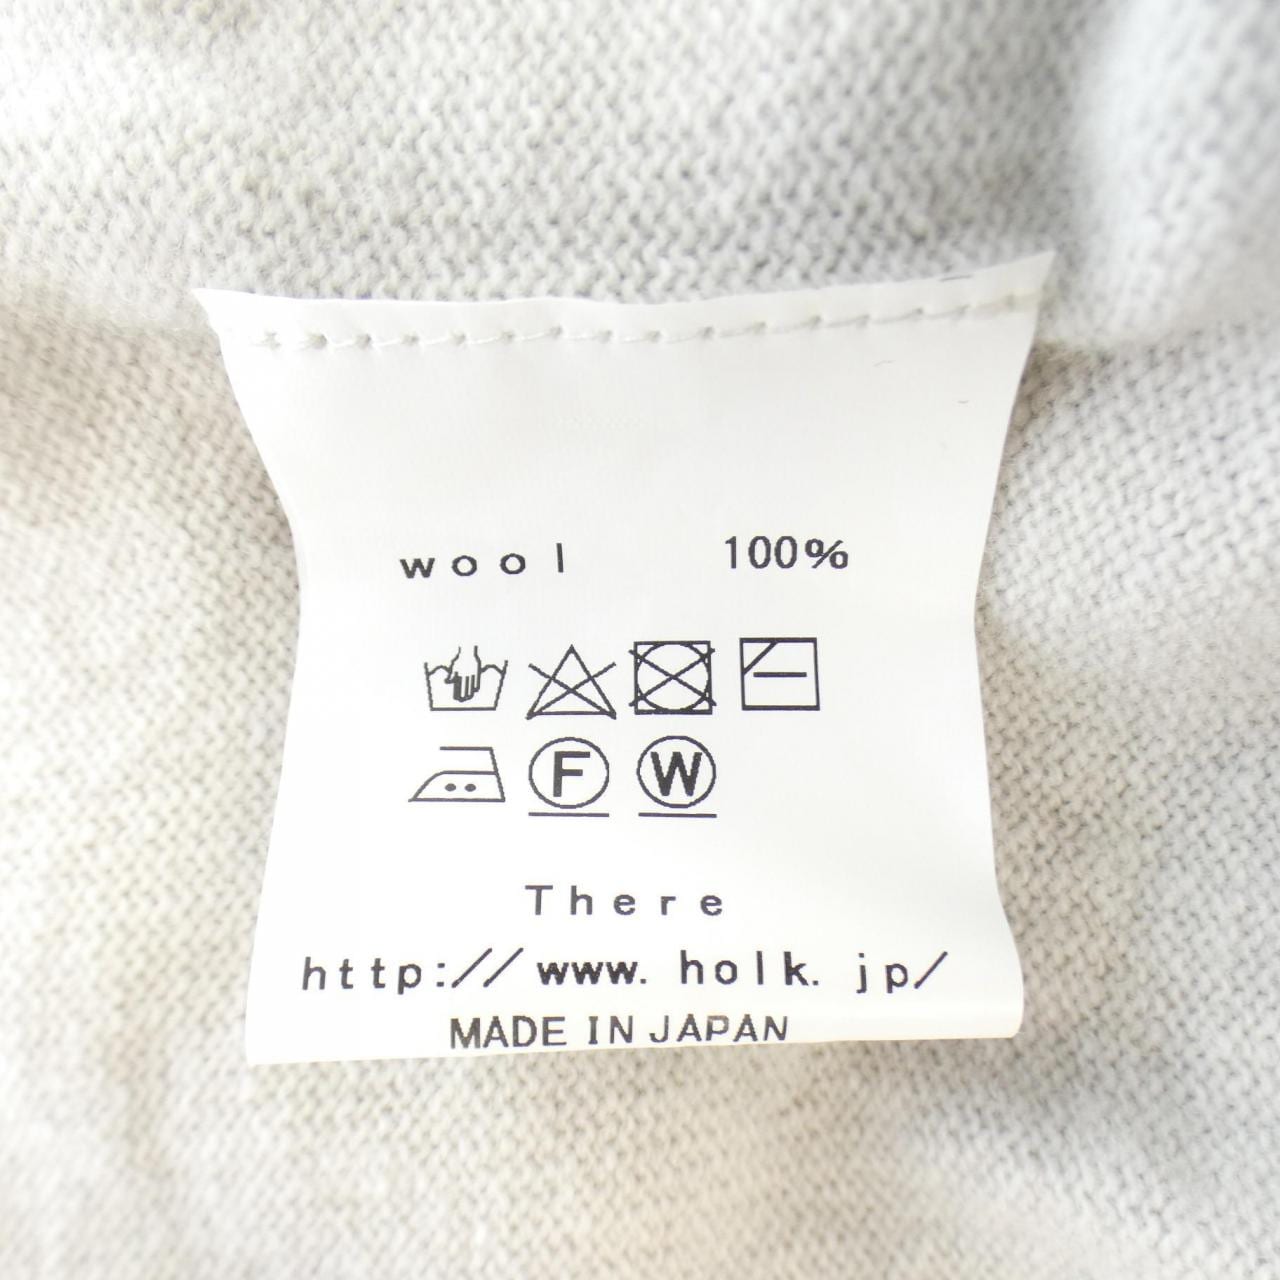 wool 100%
F W
There
http://www.holk.jp/
MADE IN JAPAN